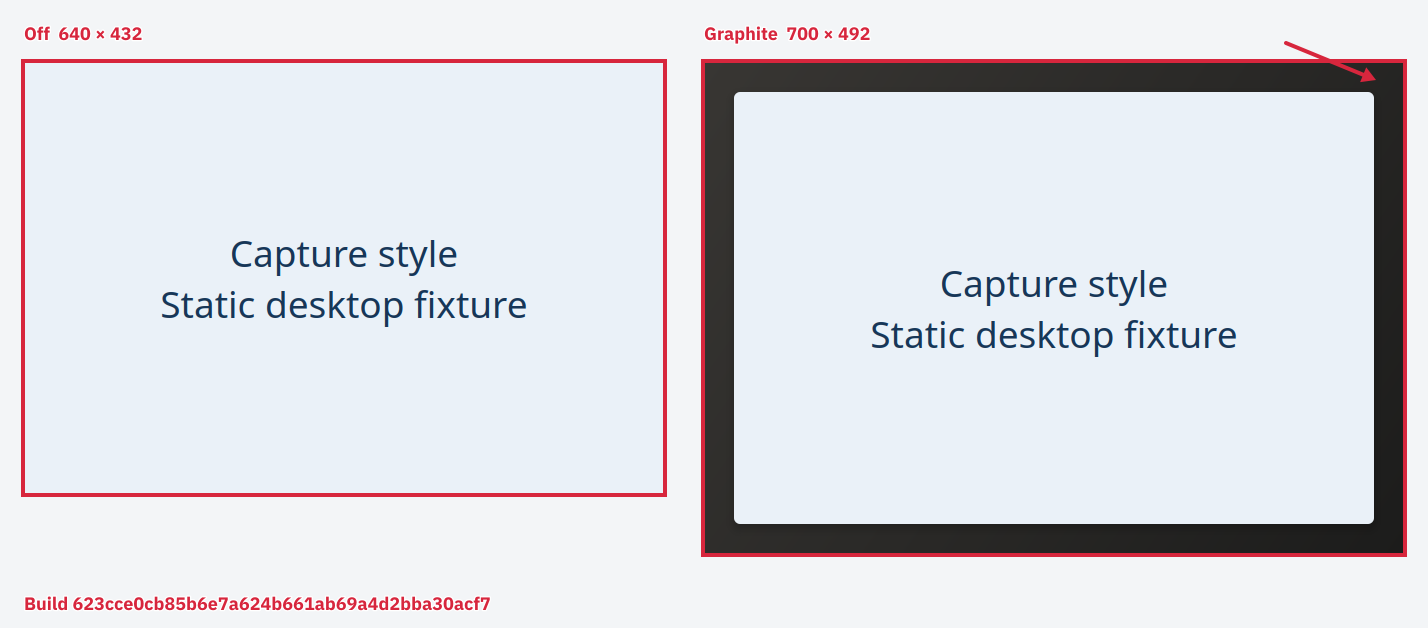 Off 640 × 432
Capture style
Static desktop fixture
Graphite 700 × 492
Capture style
Static desktop fixture
Build 623cce0cb85b6e7a624b661ab69a4d2bba30acf7